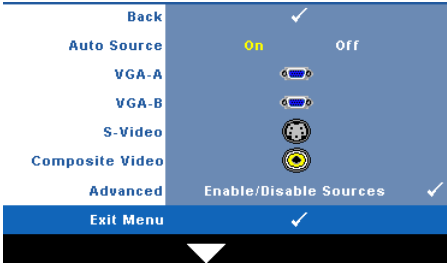 Back
Auto Source On Off
VGA-A
VGA-B
S-Video
Composite Video
Advanced Enable/Disable Sources
Exit Menu